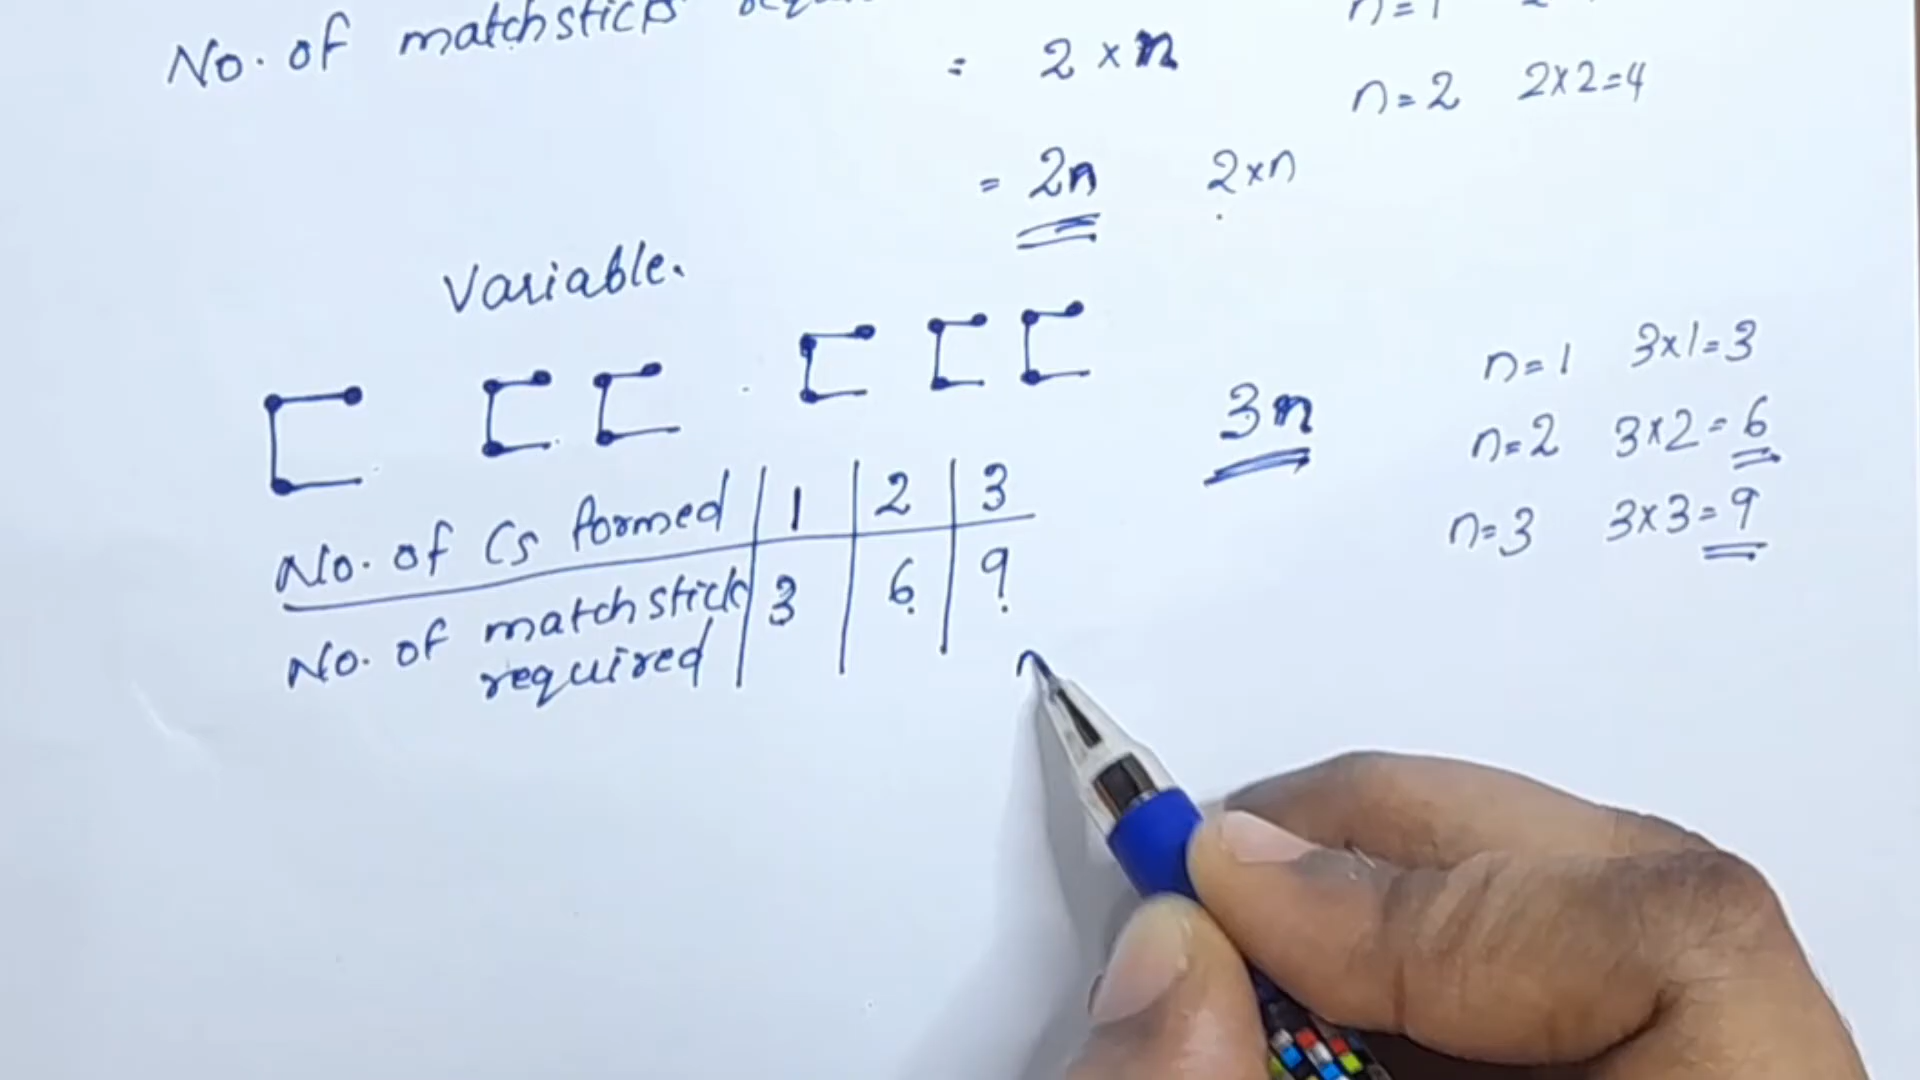 No. of matchsticks
= 2 × n
n=1
n=2 2×2=4
= 2n 2×n
Variable.
3n
n=1 3×1=3
n=2 3×2=6
n=3 3×3=9
No. of Cs formed 1 2 3
No. of matchstick required 3 6 9
n